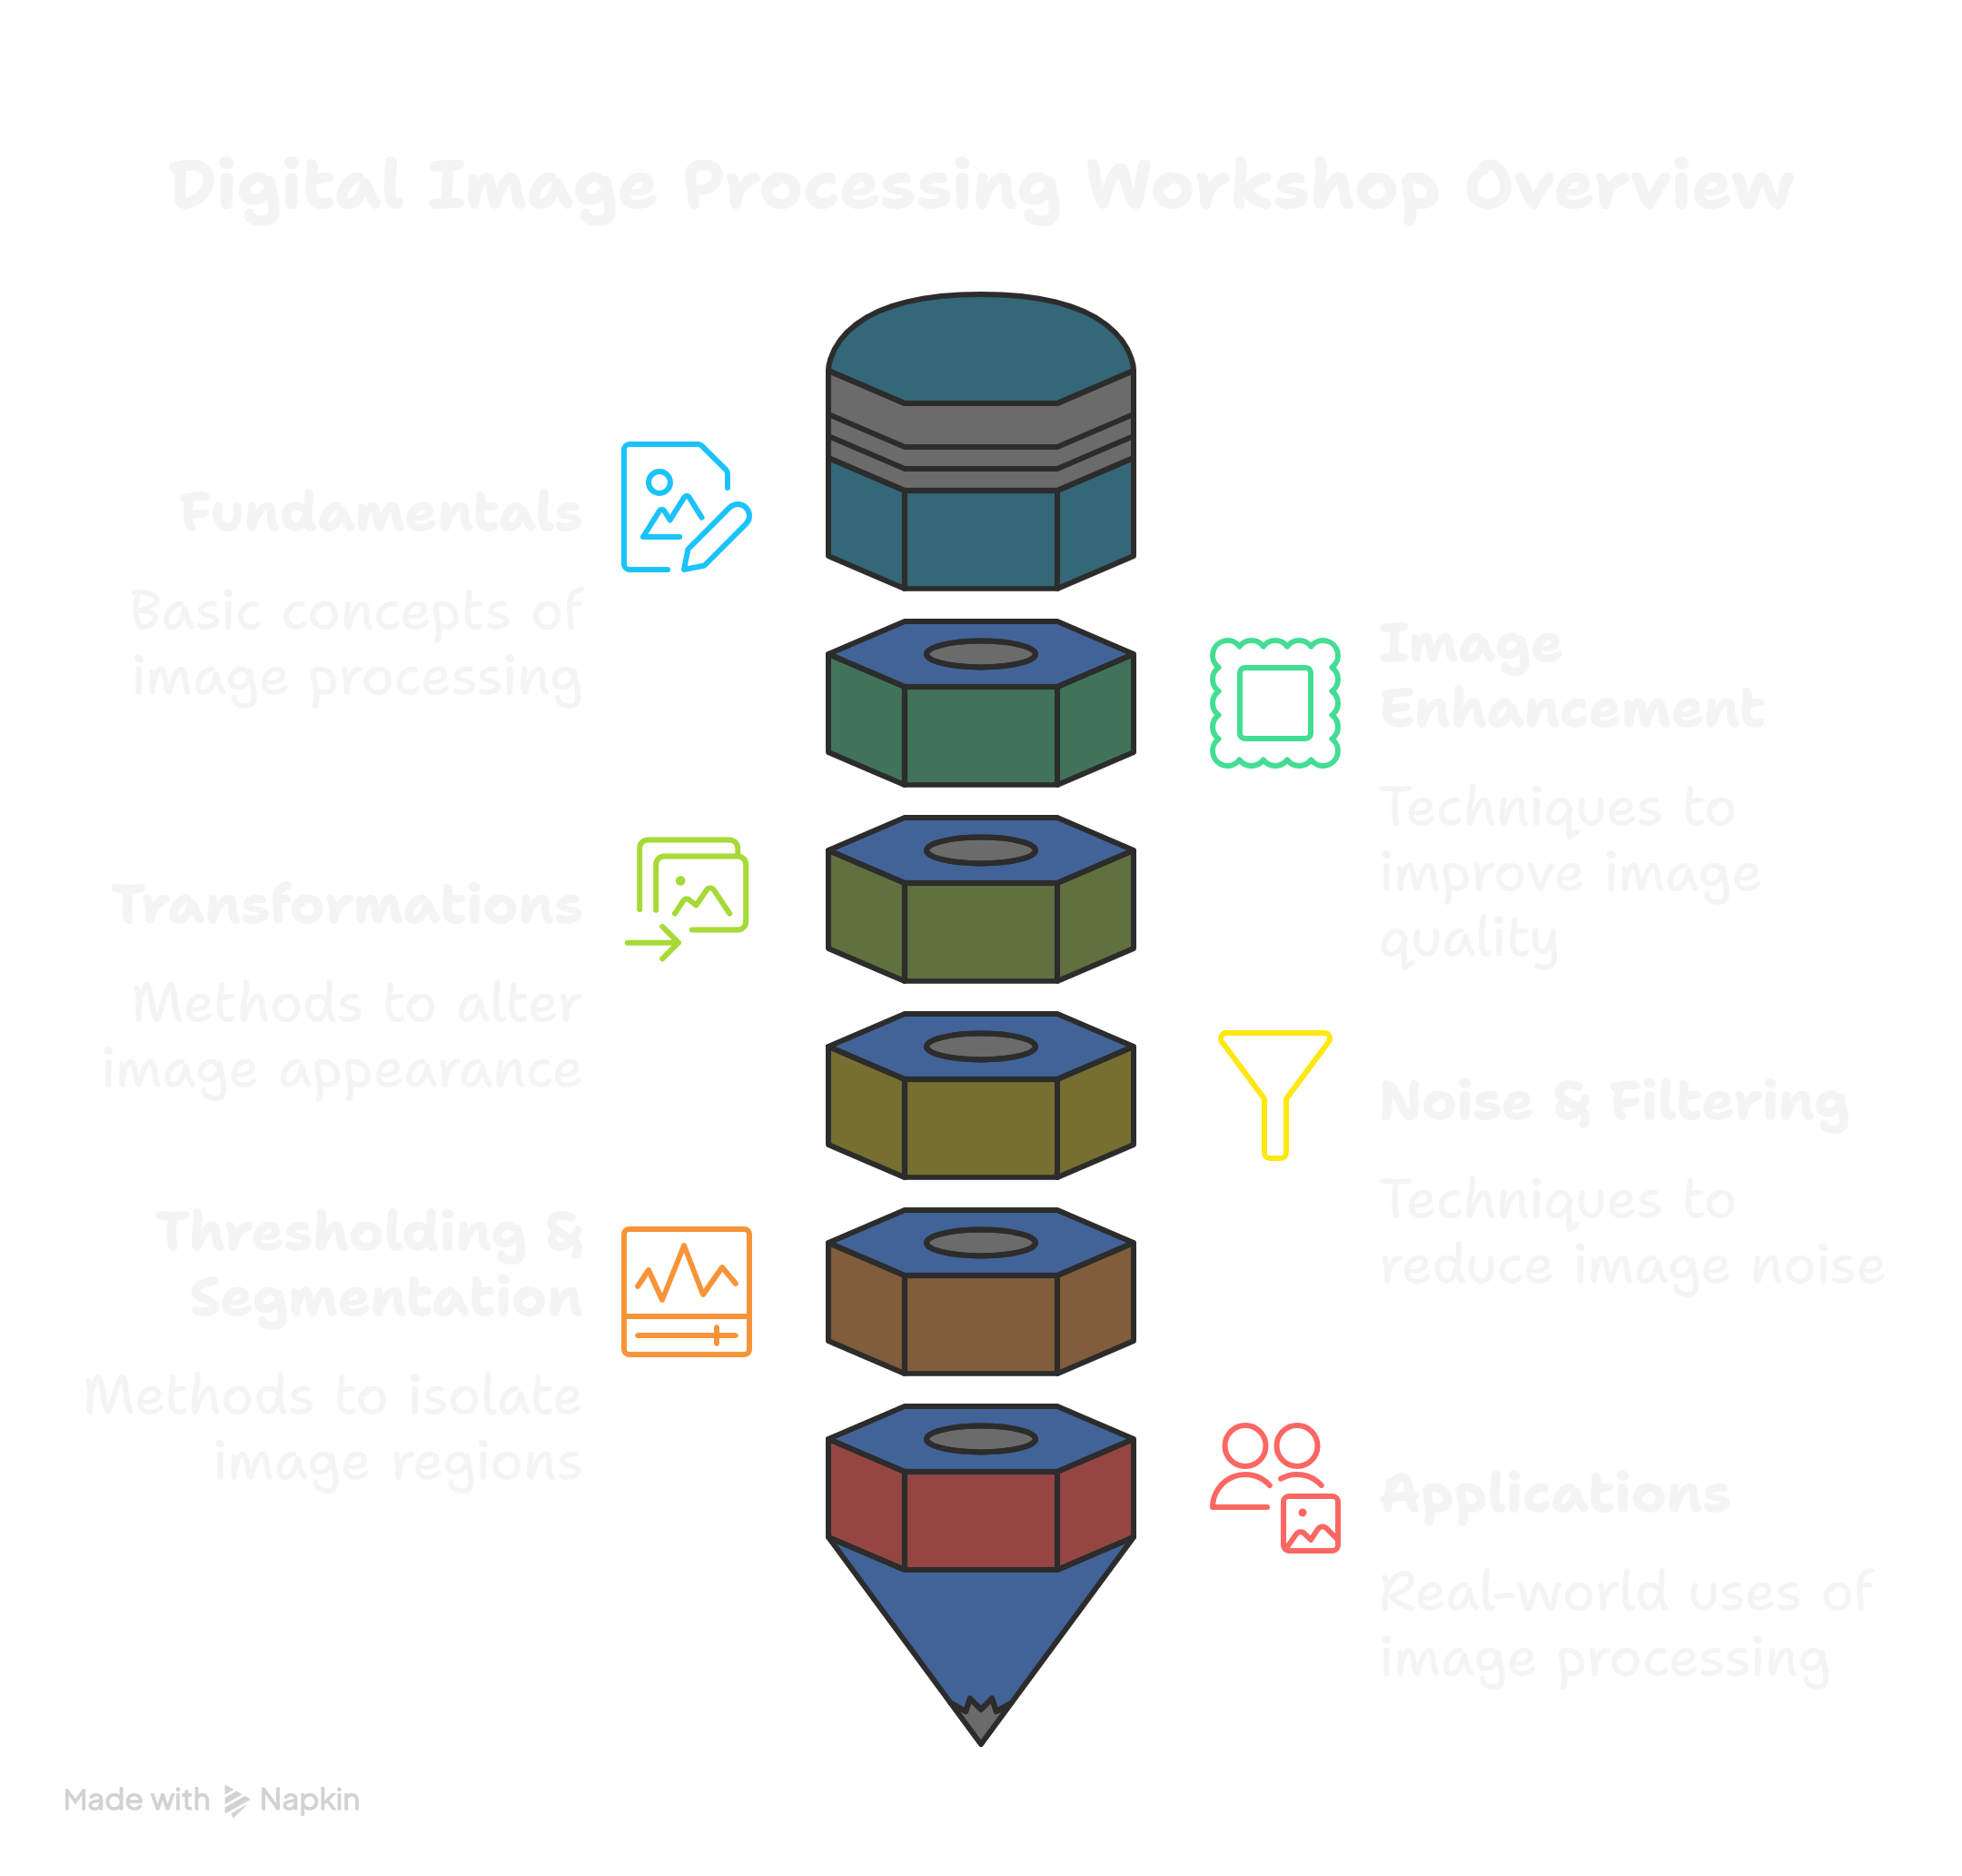 Digital Image Processing Workshop Overview
Fundamentals
Basic concepts of
image processing
Image
Enhancement
Techniques to
improve image
quality
Transformations
Methods to alter
image appearance
Noise & Filtering
Techniques to
reduce image noise
Thresholding &
Segmentation
Methods to isolate
image regions
Applications
Real-world uses of
image processing
Made with Napkin